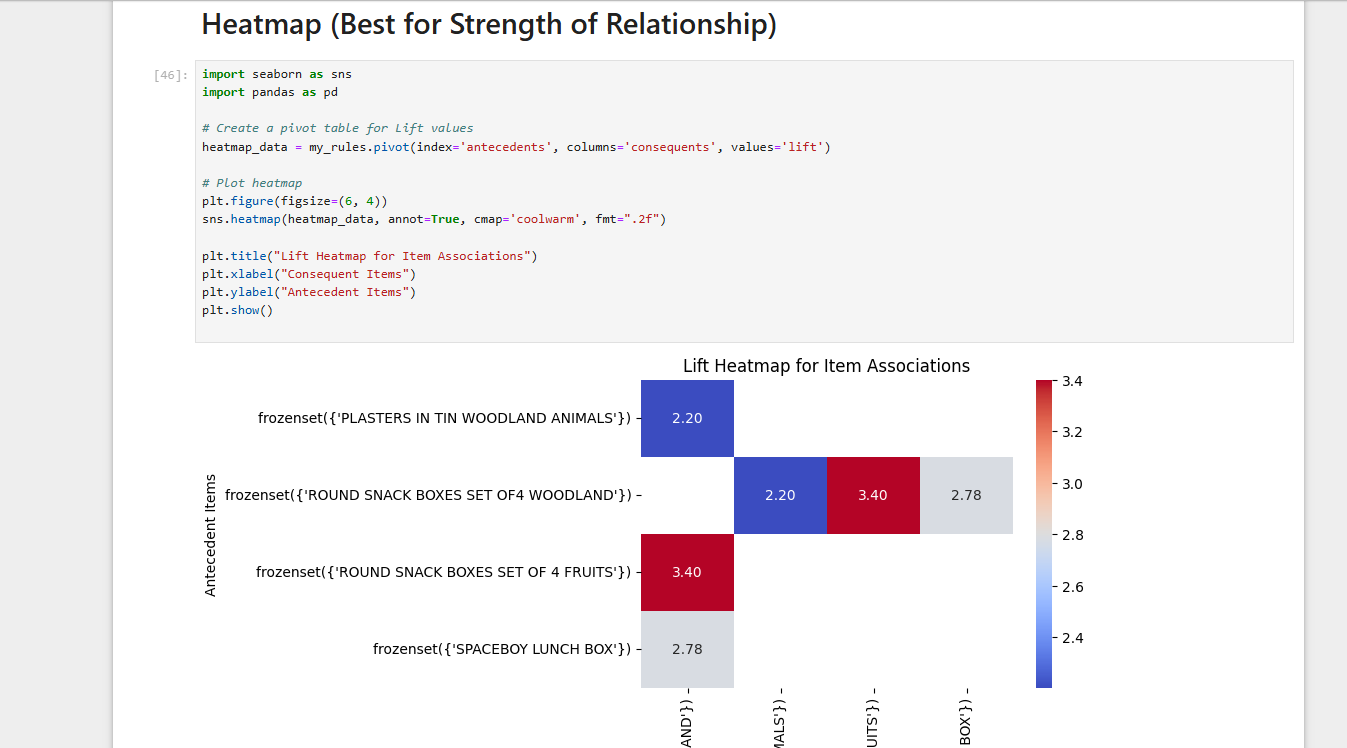 Heatmap (Best for Strength of Relationship)
[46]:
import seaborn as sns
import pandas as pd
# Create a pivot table for Lift values
heatmap_data = my_rules.pivot(index='antecedents', columns='consequents', values='lift')
# Plot heatmap
plt.figure(figsize=(6, 4))
sns.heatmap(heatmap_data, annot=True, cmap='coolwarm', fmt=".2f")
plt.title("Lift Heatmap for Item Associations")
plt.xlabel("Consequent Items")
plt.ylabel("Antecedent Items")
plt.show()
Lift Heatmap for Item Associations
Antecedent Items
frozenset({'PLASTERS IN TIN WOODLAND ANIMALS'})
2.20
frozenset({'ROUND SNACK BOXES SET OF4 WOODLAND'})
2.20 3.40 2.78
frozenset({'ROUND SNACK BOXES SET OF 4 FRUITS'})
3.40
frozenset({'SPACEBOY LUNCH BOX'})
2.78
3.4
3.2
3.0
2.8
2.6
2.4
AND'})
MALS'})
UITS'})
BOX'})